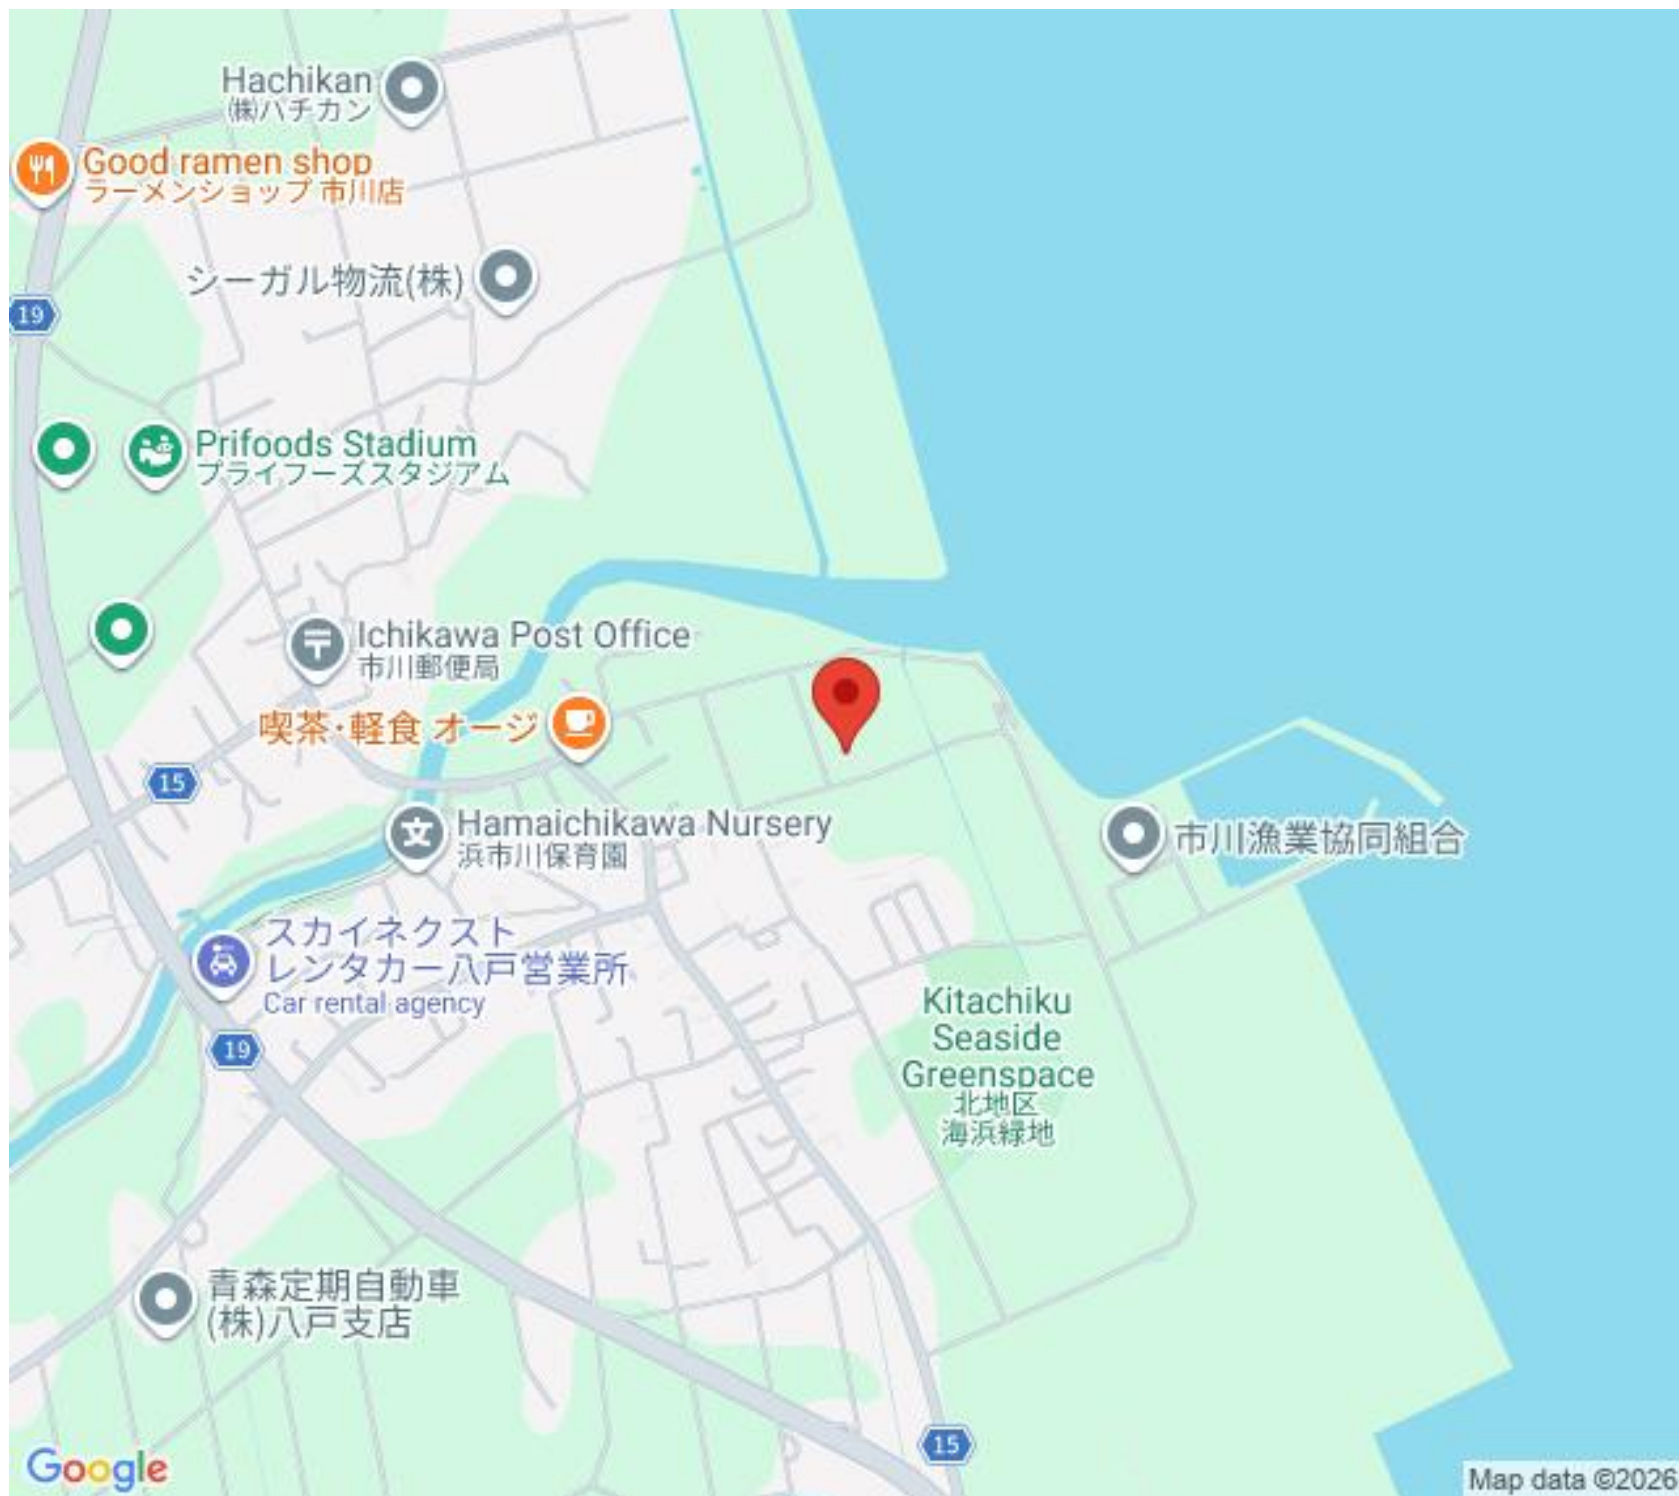 Hachikan
㈱ハチカン
Good ramen shop
ラーメンショップ 市川店
シーガル物流(株)
19
Prifoods Stadium
プライフーズスタジアム
Ichikawa Post Office
市川郵便局
喫茶・軽食 オージ
15
Hamaichikawa Nursery
浜市川保育園
市川漁業協同組合
スカイネクスト
レンタカー八戸営業所
Car rental agency
19
Kitachiku
Seaside
Greenspace
北地区
海浜緑地
青森定期自動車
(株)八戸支店
15
Google
Map data ©2026